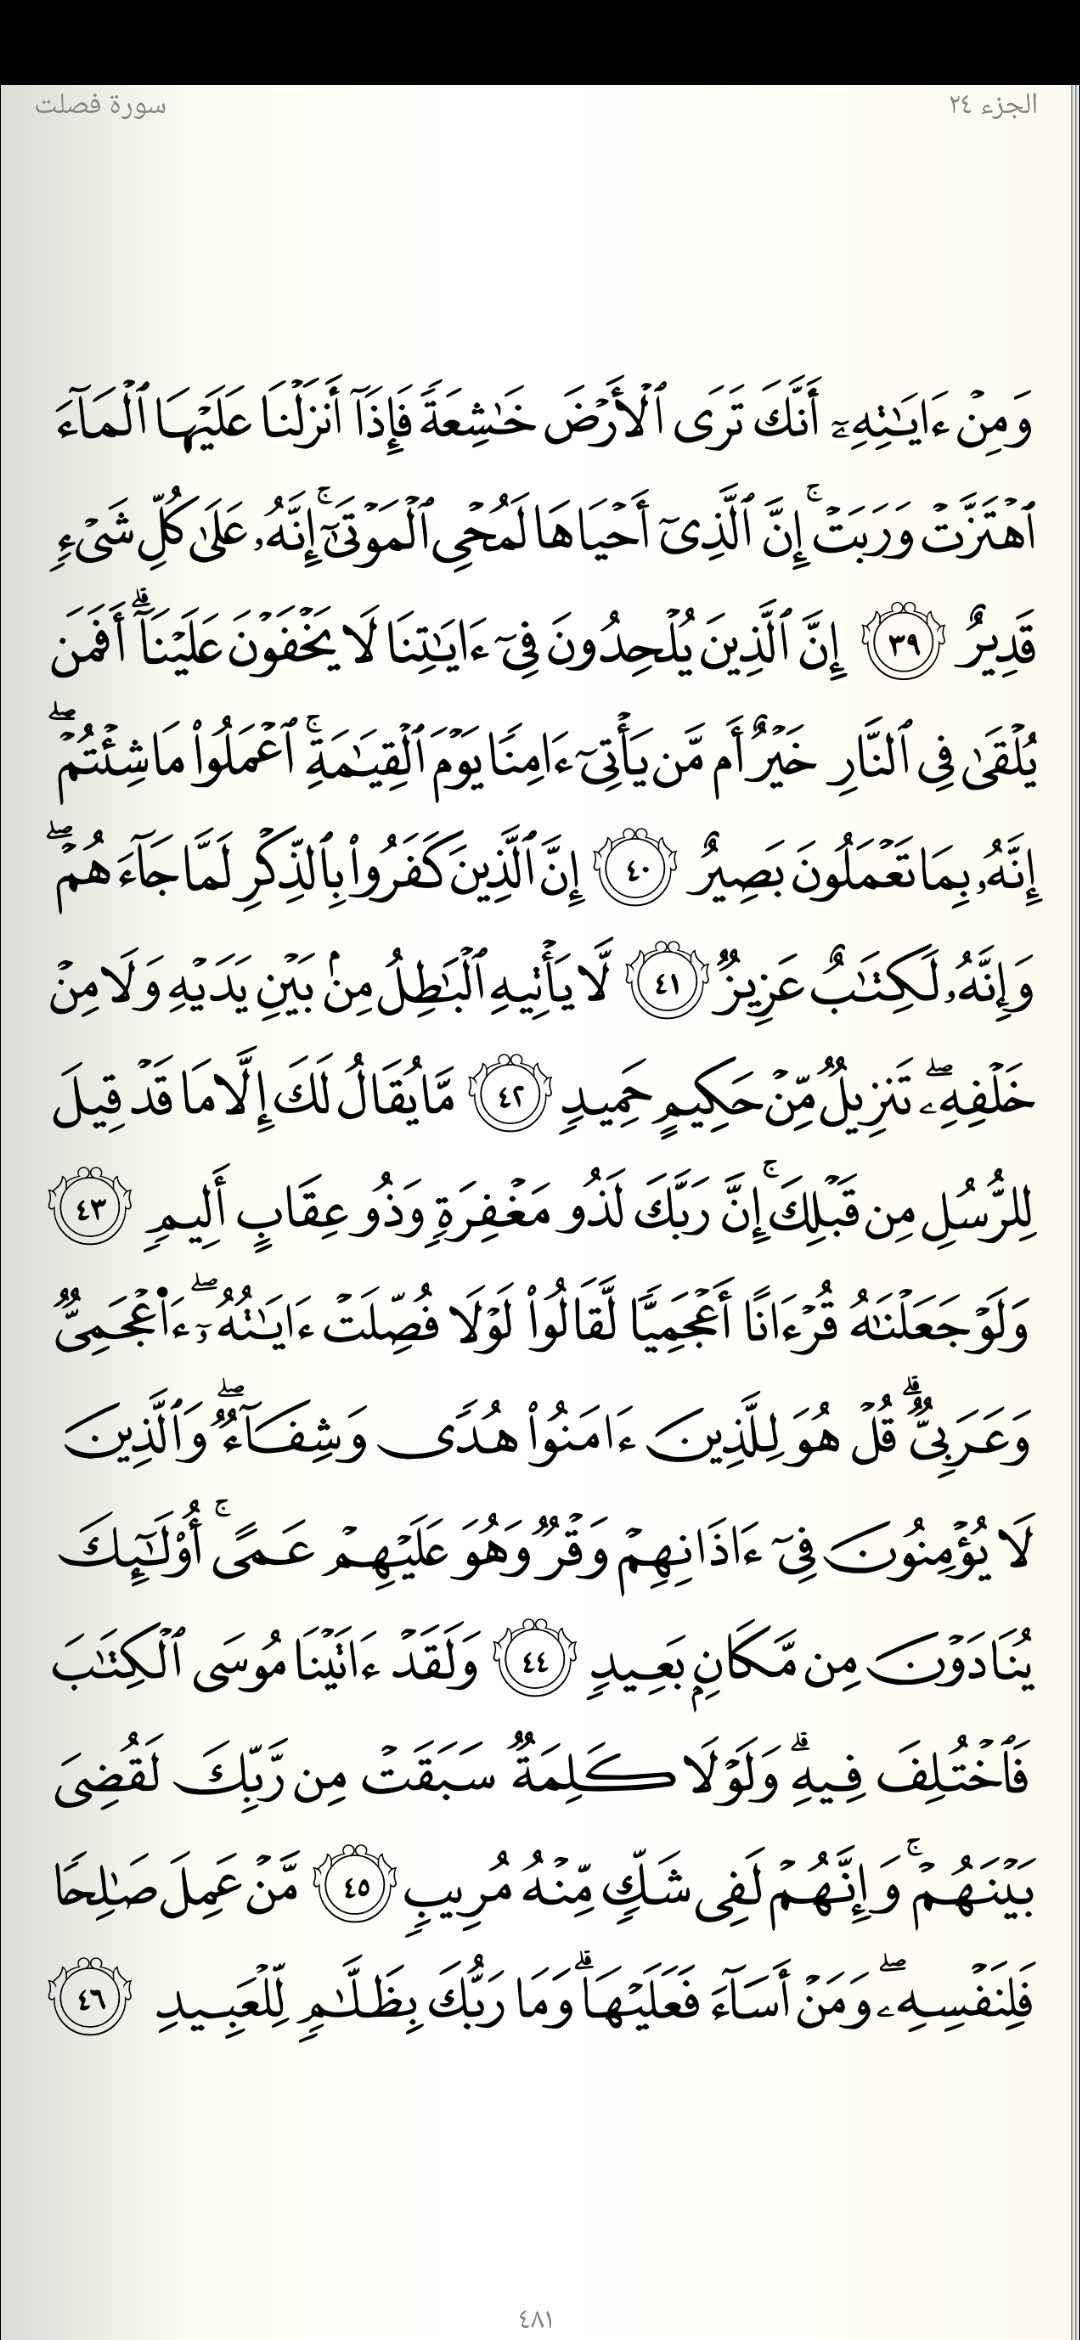 الجزء ٢٤
سورة فصلت
وَمِنْ ءَايَٰتِهِۦٓ أَنَّكَ تَرَى ٱلْأَرْضَ خَٰشِعَةً فَإِذَآ أَنزَلْنَا عَلَيْهَا ٱلْمَآءَ
ٱهْتَزَّتْ وَرَبَتْ ۚ إِنَّ ٱلَّذِىٓ أَحْيَاهَا لَمُحْىِ ٱلْمَوْتَىٰٓ ۚ إِنَّهُۥ عَلَىٰ كُلِّ شَىْءٍ
قَدِيرٌ ٣٩ إِنَّ ٱلَّذِينَ يُلْحِدُونَ فِىٓ ءَايَٰتِنَا لَا يَخْفَوْنَ عَلَيْنَآ ۗ أَفَمَن
يُلْقَىٰ فِى ٱلنَّارِ خَيْرٌ أَم مَّن يَأْتِىٓ ءَامِنًا يَوْمَ ٱلْقِيَٰمَةِ ۚ ٱعْمَلُوا۟ مَا شِئْتُمْ ۖ
إِنَّهُۥ بِمَا تَعْمَلُونَ بَصِيرٌ ٤٠ إِنَّ ٱلَّذِينَ كَفَرُوا۟ بِٱلذِّكْرِ لَمَّا جَآءَهُمْ ۖ
وَإِنَّهُۥ لَكِتَٰبٌ عَزِيزٌ ٤١ لَّا يَأْتِيهِ ٱلْبَٰطِلُ مِنۢ بَيْنِ يَدَيْهِ وَلَا مِنْ
خَلْفِهِۦ ۖ تَنزِيلٌ مِّنْ حَكِيمٍ حَمِيدٍ ٤٢ مَّا يُقَالُ لَكَ إِلَّا مَا قَدْ قِيلَ
لِلرُّسُلِ مِن قَبْلِكَ ۚ إِنَّ رَبَّكَ لَذُو مَغْفِرَةٍ وَذُو عِقَابٍ أَلِيمٍ ٤٣
وَلَوْ جَعَلْنَٰهُ قُرْءَانًا أَعْجَمِيًّا لَّقَالُوا۟ لَوْلَا فُصِّلَتْ ءَايَٰتُهُۥٓ ۖ ءَا۬عْجَمِىٌّ
وَعَرَبِىٌّ ۗ قُلْ هُوَ لِلَّذِينَ ءَامَنُوا۟ هُدًى وَشِفَآءٌ ۖ وَٱلَّذِينَ
لَا يُؤْمِنُونَ فِىٓ ءَاذَانِهِمْ وَقْرٌ وَهُوَ عَلَيْهِمْ عَمًى ۚ أُو۟لَٰٓئِكَ
يُنَادَوْنَ مِن مَّكَانٍۭ بَعِيدٍ ٤٤ وَلَقَدْ ءَاتَيْنَا مُوسَى ٱلْكِتَٰبَ
فَٱخْتُلِفَ فِيهِ ۗ وَلَوْلَا كَلِمَةٌ سَبَقَتْ مِن رَّبِّكَ لَقُضِىَ
بَيْنَهُمْ ۚ وَإِنَّهُمْ لَفِى شَكٍّ مِّنْهُ مُرِيبٍ ٤٥ مَّنْ عَمِلَ صَٰلِحًا
فَلِنَفْسِهِۦ ۖ وَمَنْ أَسَآءَ فَعَلَيْهَا ۗ وَمَا رَبُّكَ بِظَلَّٰمٍ لِّلْعَبِيدِ ٤٦
٤٨١